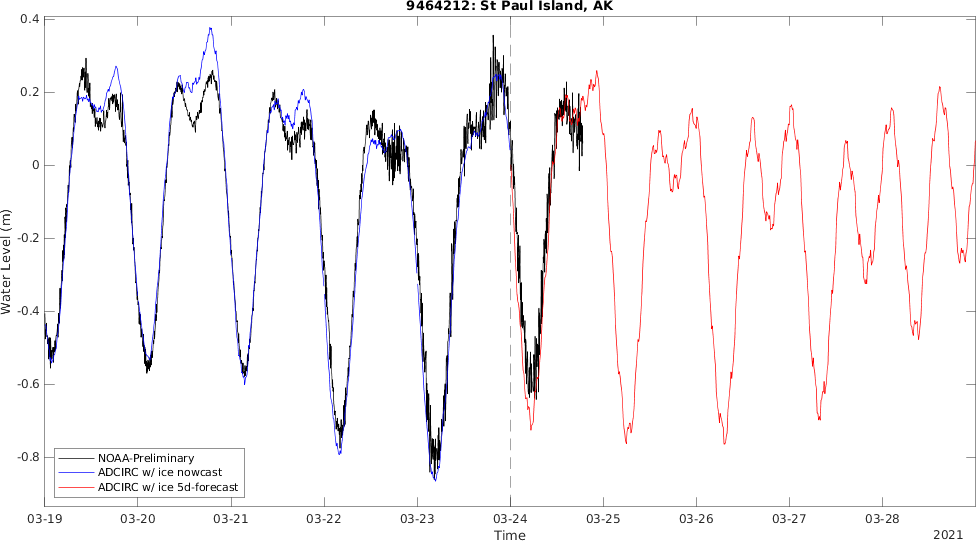 9464212: St Paul Island, AK
0.4
0.2
0
-0.2
-0.4
-0.6
-0.8
Water Level (m)
NOAA-Preliminary
ADCIRC w/ ice nowcast
ADCIRC w/ ice 5d-forecast
03-19 03-20 03-21 03-22 03-23 03-24 03-25 03-26 03-27 03-28
Time
2021